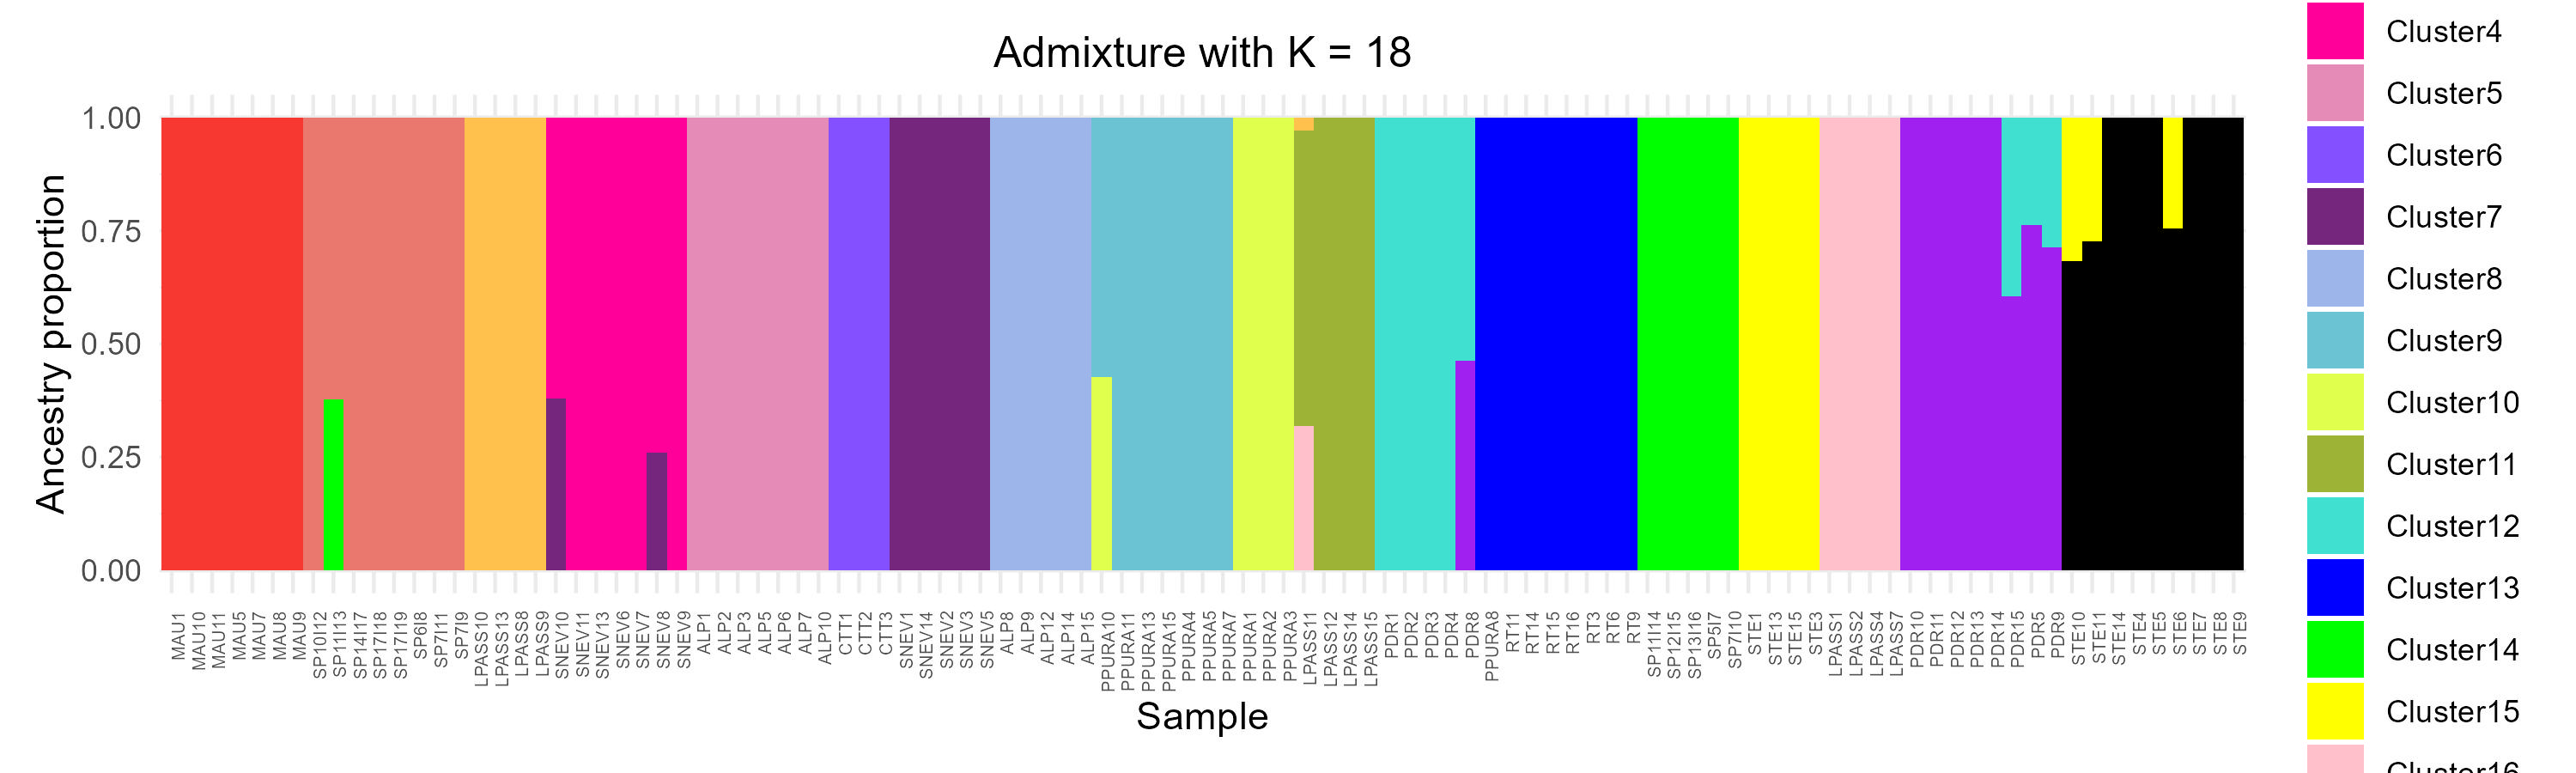 Admixture with K = 18
Ancestry proportion
1.00
0.75
0.50
0.25
0.00
MAU1
MAU10
MAU11
MAU5
MAU7
MAU8
MAU9
SP10I12
SP11I13
SP14I17
SP17I18
SP17I19
SP6I8
SP7I11
SP7I9
LPASS10
LPASS13
LPASS8
LPASS9
SNEV10
SNEV11
SNEV13
SNEV6
SNEV7
SNEV8
SNEV9
ALP1
ALP2
ALP3
ALP5
ALP6
ALP7
ALP10
CTT1
CTT2
CTT3
SNEV1
SNEV14
SNEV2
SNEV3
SNEV5
ALP8
ALP9
ALP12
ALP14
ALP15
PPURA10
PPURA11
PPURA13
PPURA15
PPURA4
PPURA5
PPURA7
PPURA1
PPURA2
PPURA3
LPASS11
LPASS12
LPASS14
LPASS15
PDR1
PDR2
PDR3
PDR4
PDR8
PPURA8
RT11
RT14
RT15
RT16
RT3
RT6
RT9
SP11I14
SP12I15
SP13I16
SP5I7
SP7I10
STE1
STE13
STE15
STE3
LPASS1
LPASS2
LPASS4
LPASS7
PDR10
PDR11
PDR12
PDR13
PDR14
PDR15
PDR5
PDR9
STE10
STE11
STE14
STE4
STE5
STE6
STE7
STE8
STE9
Sample
Cluster4
Cluster5
Cluster6
Cluster7
Cluster8
Cluster9
Cluster10
Cluster11
Cluster12
Cluster13
Cluster14
Cluster15
Cluster16